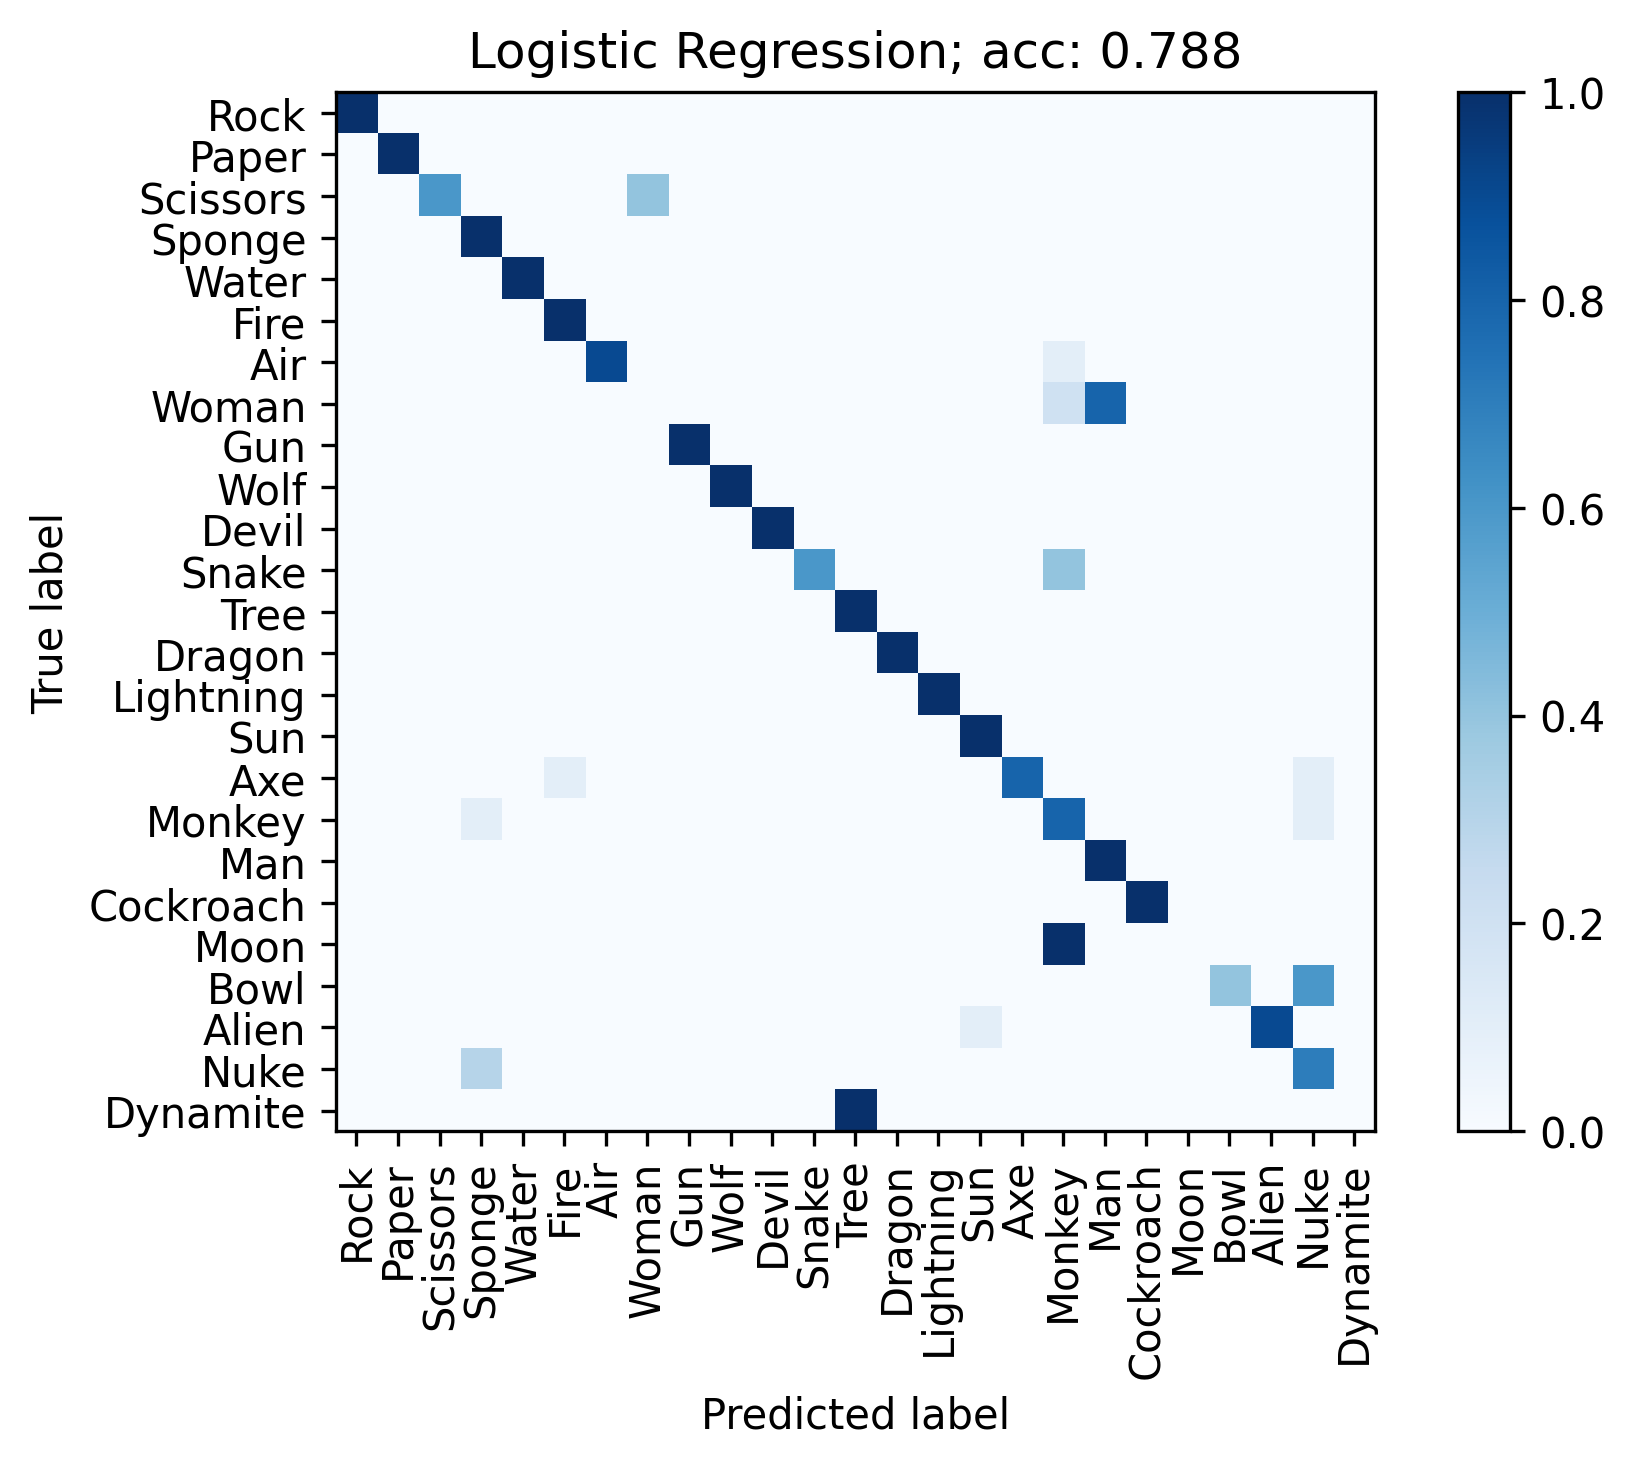 Logistic Regression; acc: 0.788
True label
Rock
Paper
Scissors
Sponge
Water
Fire
Air
Woman
Gun
Wolf
Devil
Snake
Tree
Dragon
Lightning
Sun
Axe
Monkey
Man
Cockroach
Moon
Bowl
Alien
Nuke
Dynamite
Rock
Paper
Scissors
Sponge
Water
Fire
Air
Woman
Gun
Wolf
Devil
Snake
Tree
Dragon
Lightning
Sun
Axe
Monkey
Man
Cockroach
Moon
Bowl
Alien
Nuke
Dynamite
Predicted label
1.0
0.8
0.6
0.4
0.2
0.0